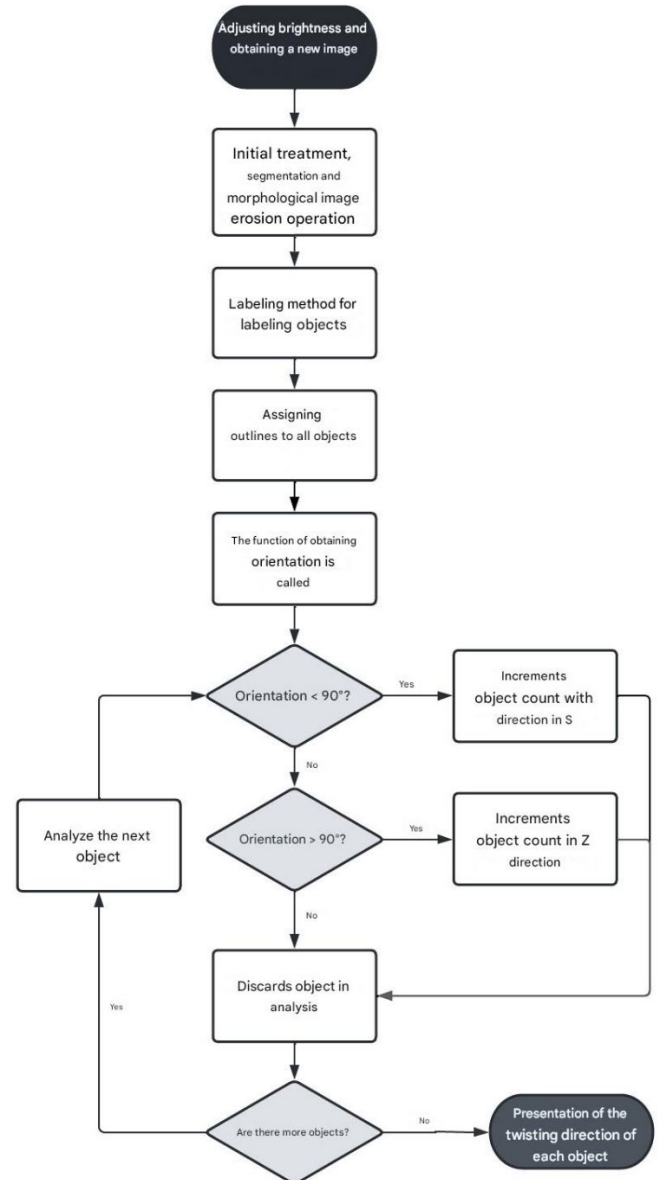 Adjusting brightness and
obtaining a new image
Initial treatment,
segmentation and
morphological image
erosion operation
Labeling method for
labeling objects
Assigning
outlines to all objects
The function of obtaining
orientation is
called
Orientation < 90°?
Yes
Increments
object count with
direction in S
No
Analyze the next
object
Orientation > 90°?
Yes
Increments
object count in Z
direction
No
Discards object in
analysis
Yes
Are there more objects?
No
Presentation of the
twisting direction of
each object